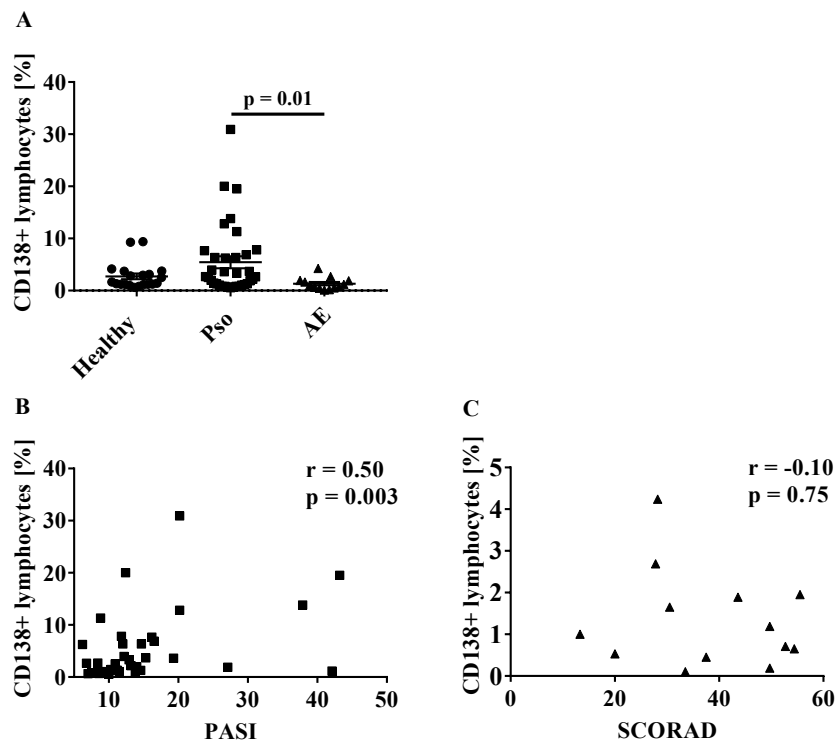 A
CD138+ lymphocytes [%]
40
30
20
10
0
p = 0.01
Healthy
Pso
AE
B
CD138+ lymphocytes [%]
40
30
20
10
0
r = 0.50
p = 0.003
10 20 30 40 50
PASI
C
CD138+ lymphocytes [%]
5
4
3
2
1
0
r = -0.10
p = 0.75
0 20 40 60
SCORAD